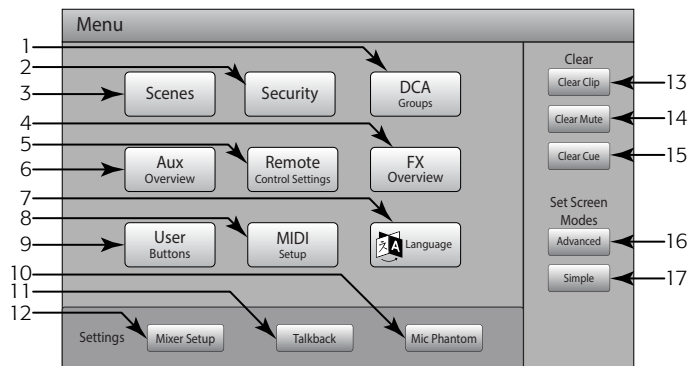 Menu
1
2
3
4
5
6
7
8
9
10
11
12
Scenes
Security
DCA
Groups
Aux
Overview
Remote
Control Settings
FX
Overview
User
Buttons
MIDI
Setup
Language
Settings
Mixer Setup
Talkback
Mic Phantom
Clear
Clear Clip
Clear Mute
Clear Cue
Set Screen
Modes
Advanced
Simple
13
14
15
16
17